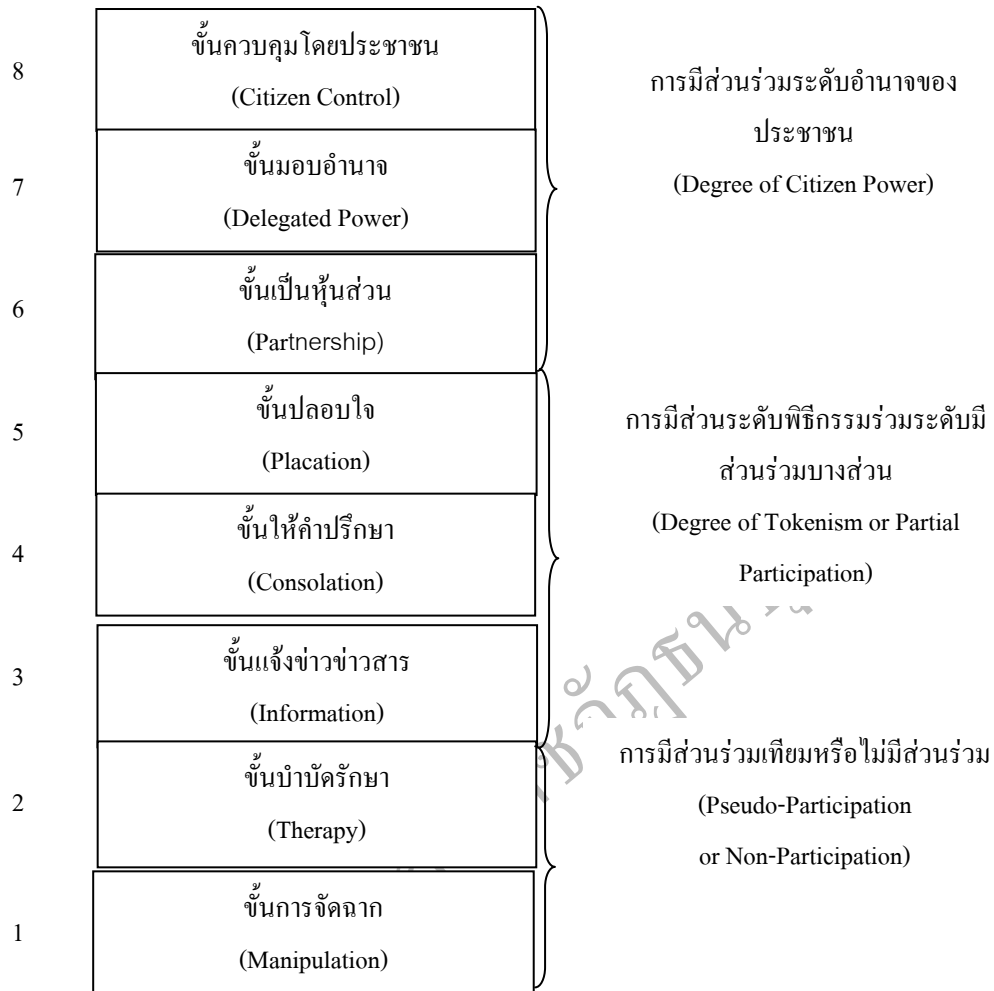 8
ขั้นควบคุมโดยประชาชน
(Citizen Control)
การมีส่วนร่วมระดับอำนาจของ
ประชาชน
(Degree of Citizen Power)
7
ขั้นมอบอำนาจ
(Delegated Power)
6
ขั้นเป็นหุ้นส่วน
(Partnership)
5
ขั้นปลอบใจ
(Placation)
การมีส่วนระดับพิธีกรรมร่วมระดับมี
ส่วนร่วมบางส่วน
(Degree of Tokenism or Partial
Participation)
4
ขั้นให้คำปรึกษา
(Consolation)
3
ขั้นแจ้งข่าวข่าวสาร
(Information)
2
ขั้นบำบัดรักษา
(Therapy)
การมีส่วนร่วมเทียมหรือไม่มีส่วนร่วม
(Pseudo-Participation
or Non-Participation)
1
ขั้นการจัดฉาก
(Manipulation)